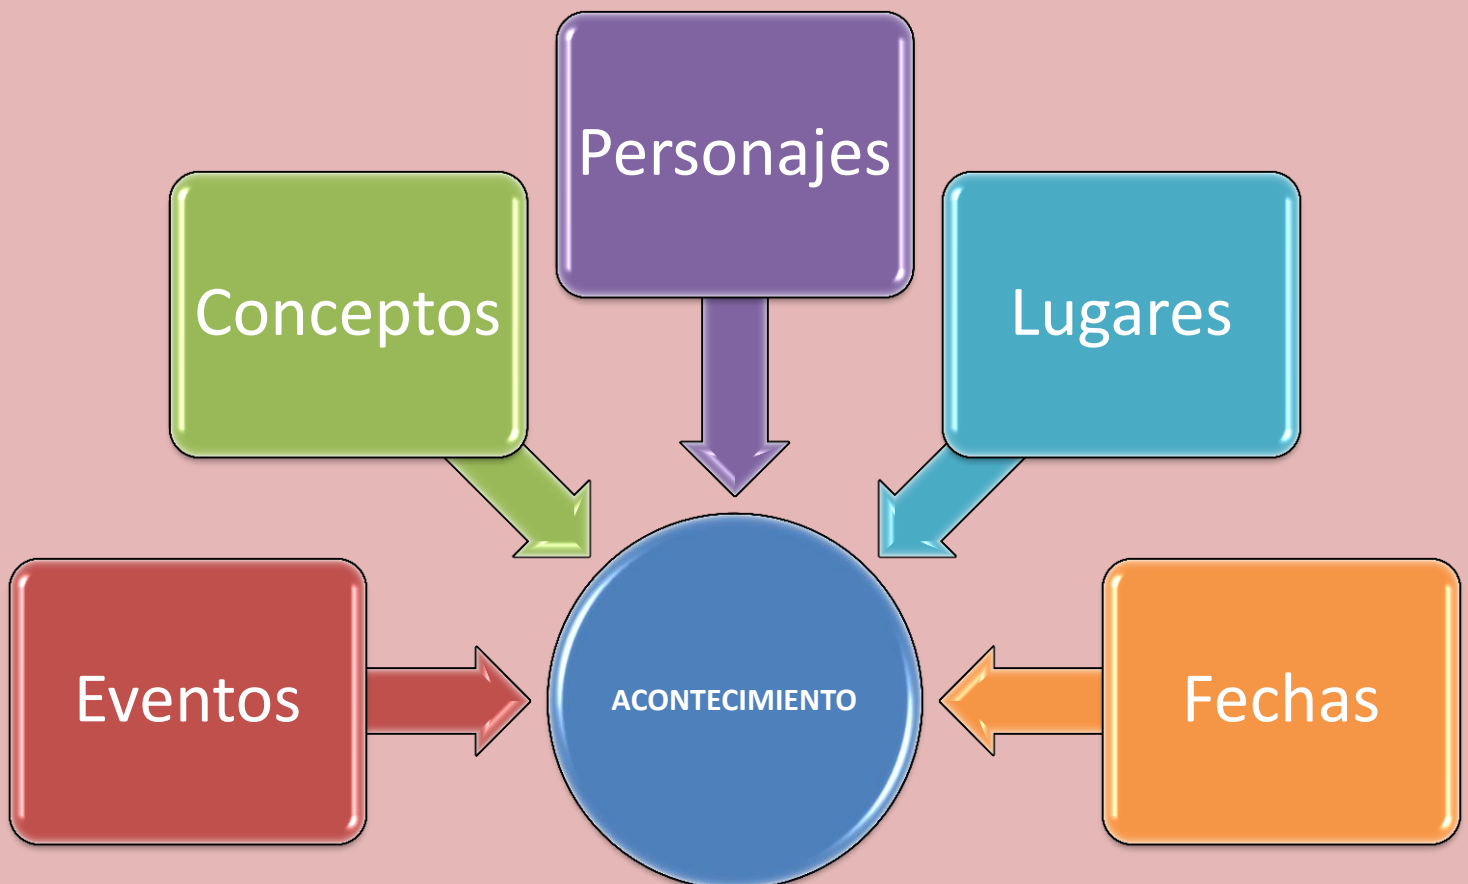 Personajes
Conceptos
Lugares
Eventos
ACONTECIMIENTO
Fechas